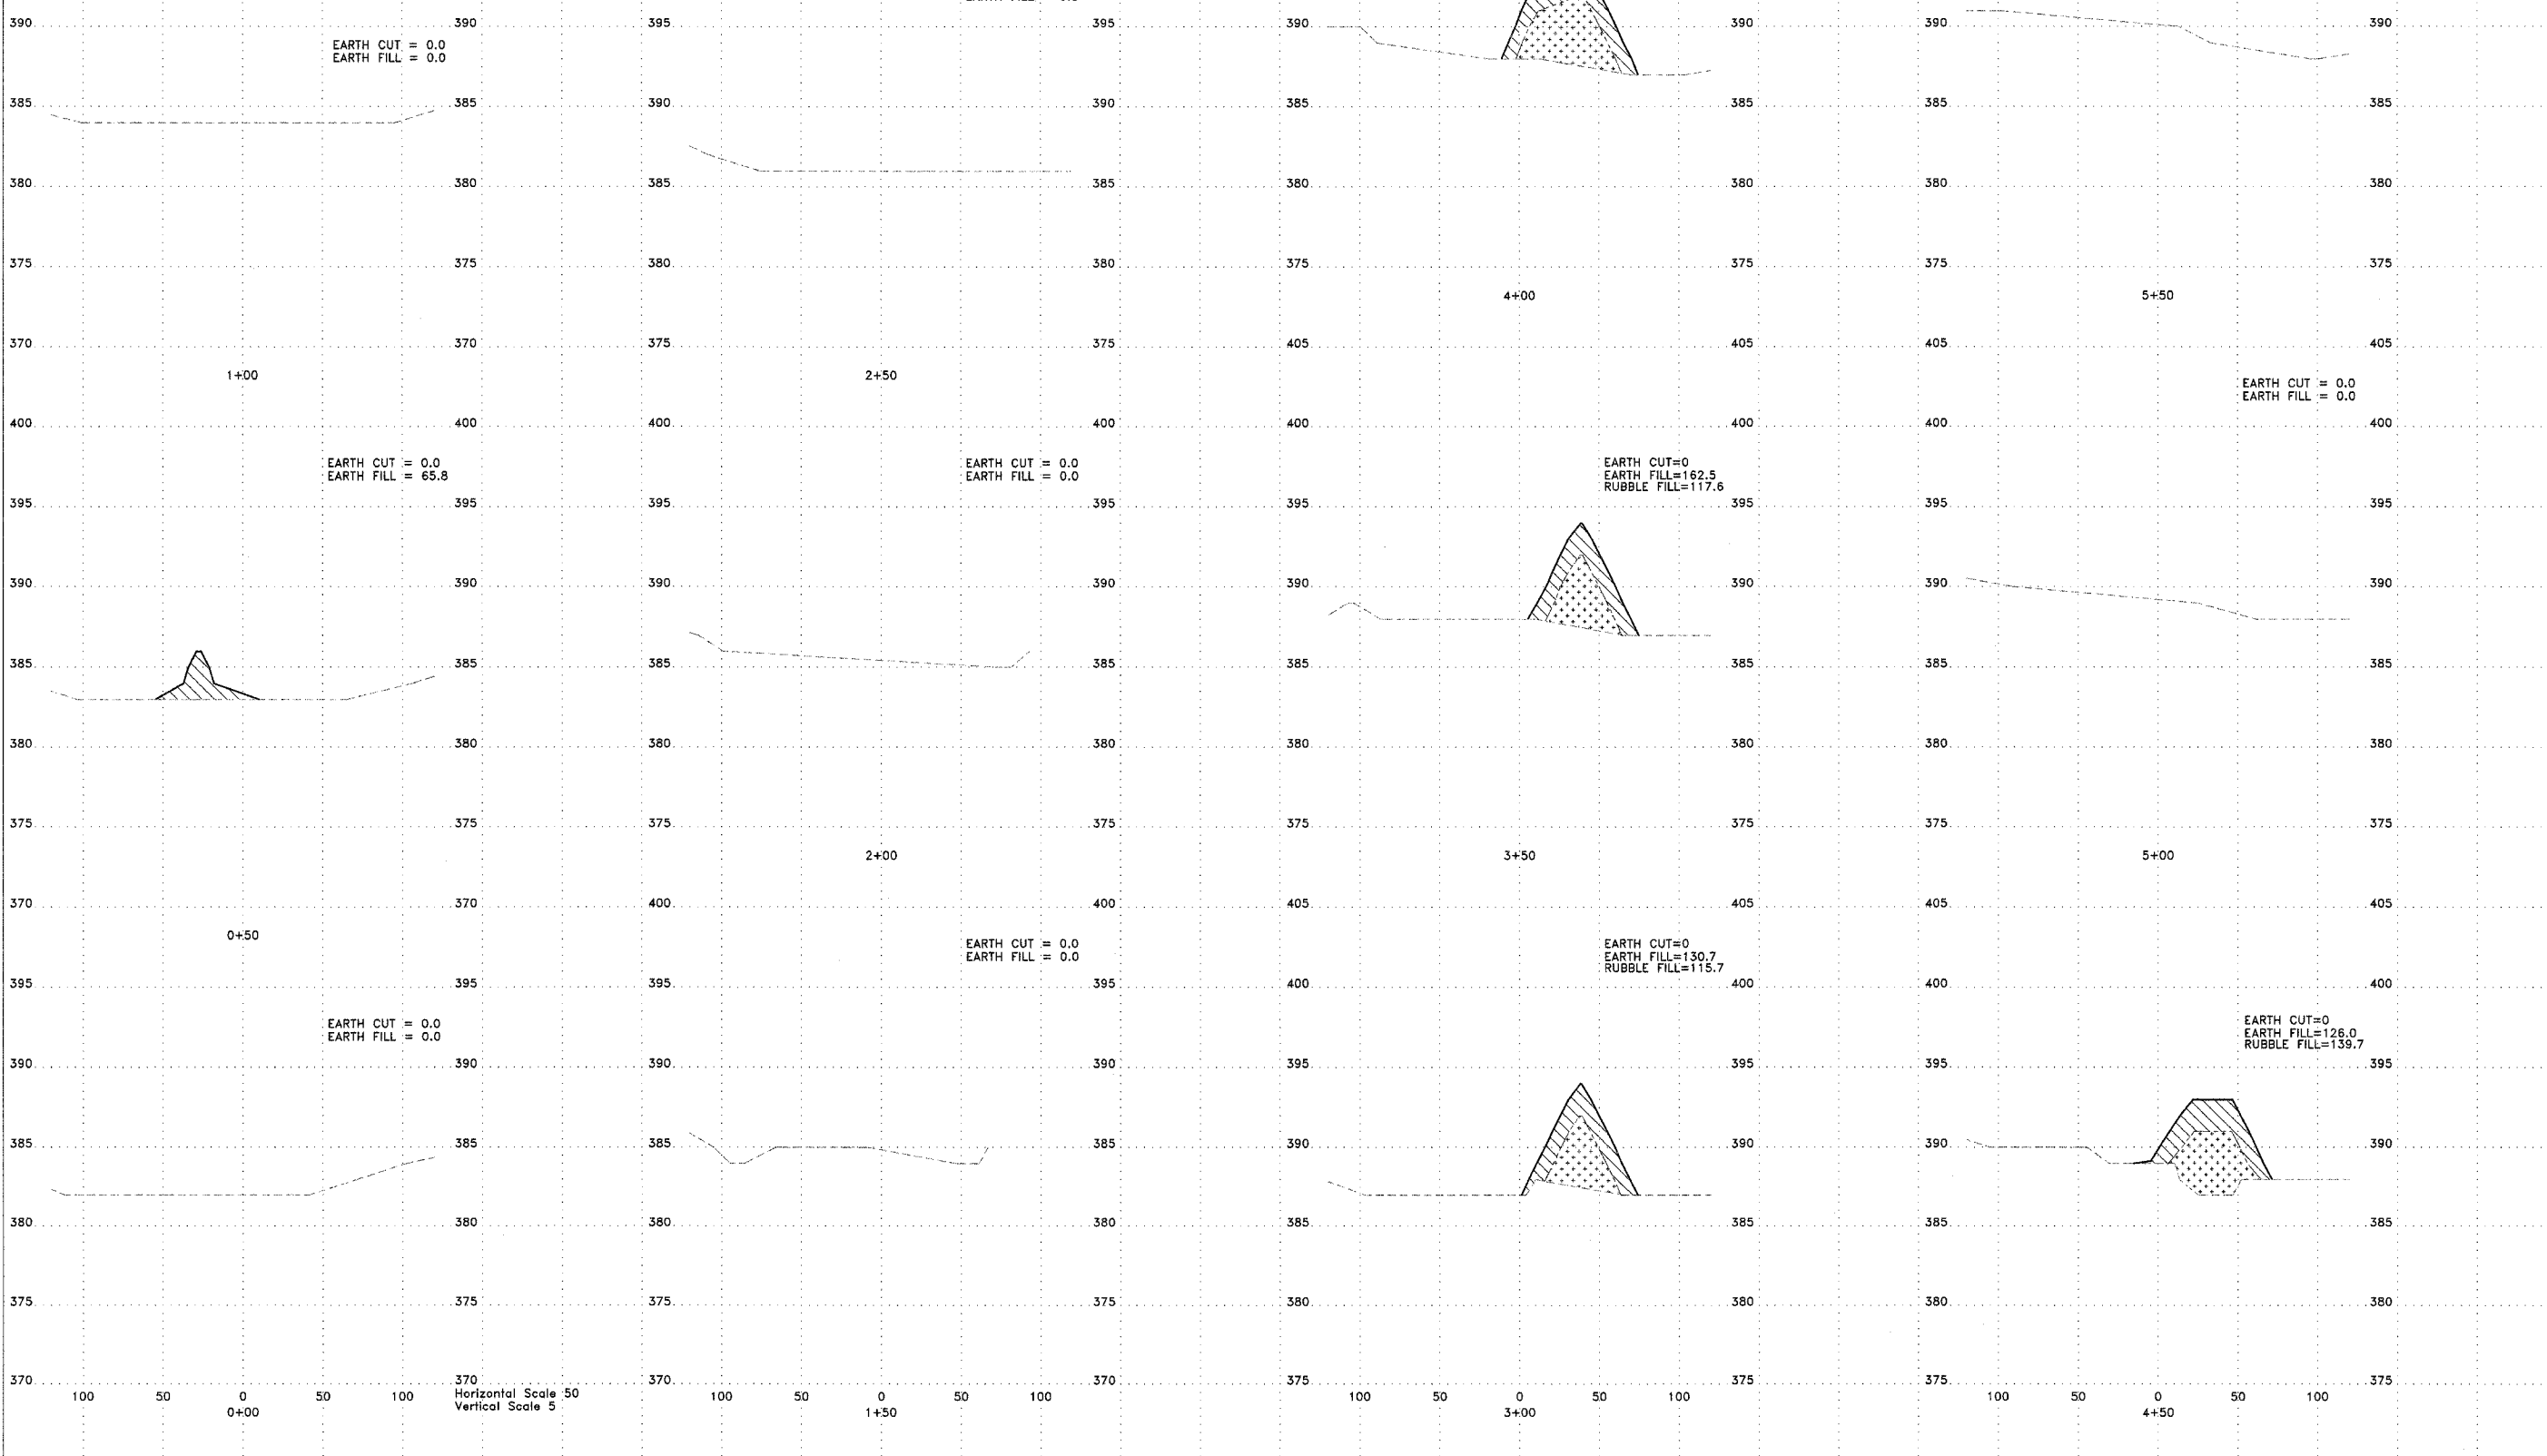 390 390 395 395 390 390 390 390
EARTH CUT = 0.0
EARTH FILL = 0.0
385 385 390 390 385 385 385 385
380 380 385 385 380 380 380 380
375 375 380 380 375 375 375 375
4+00 5+50
370 370 375 375 405 405 405 405
1+00 2+50
EARTH CUT = 0.0
EARTH FILL = 0.0
400 400 400 400 400 400 400 400
EARTH CUT = 0.0
EARTH FILL = 65.8
EARTH CUT = 0.0
EARTH FILL = 0.0
EARTH CUT=0
EARTH FILL=162.5
RUBBLE FILL=117.6
395 395 395 395 395 395 395 395
390 390 390 390 390 390 390 390
385 385 385 385 385 385 385 385
380 380 380 380 380 380 380 380
375 375 375 375 375 375 375 375
2+00 3+50 5+00
370 370 400 400 405 405 405 405
0+50
EARTH CUT = 0.0
EARTH FILL = 0.0
EARTH CUT=0
EARTH FILL=130.7
RUBBLE FILL=115.7
395 395 395 395 400 400 400 400
EARTH CUT = 0.0
EARTH FILL = 0.0
EARTH CUT=0
EARTH FILL=126.0
RUBBLE FILL=139.7
390 390 390 390 395 395 395 395
385 385 385 385 390 390 390 390
380 380 380 380 385 385 385 385
375 375 375 375 380 380 380 380
370 370 370 370 375 375 375 375
100 50 0 50 100 Horizontal Scale 50 100 50 0 50 100 100 50 0 50 100 100 50 0 50 100
Vertical Scale 5
0+00 1+50 3+00 4+50